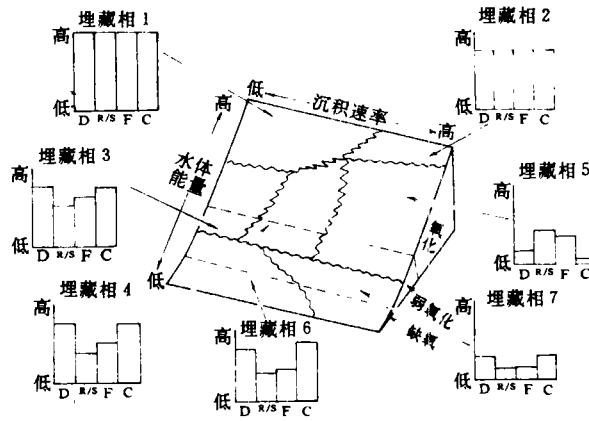 埋藏相1
高
低
D R/S F C
埋藏相2
高
低
D R/S F C
低
沉积速率
高
高
水体
能量
低
埋藏相3
高
低
D R/S F C
埋藏相5
高
低
D R/S F C
氧化
弱氧化
缺氧
埋藏相4
高
低
D R/S F C
埋藏相6
高
低
D R/S F C
埋藏相7
高
低
D R/S F C